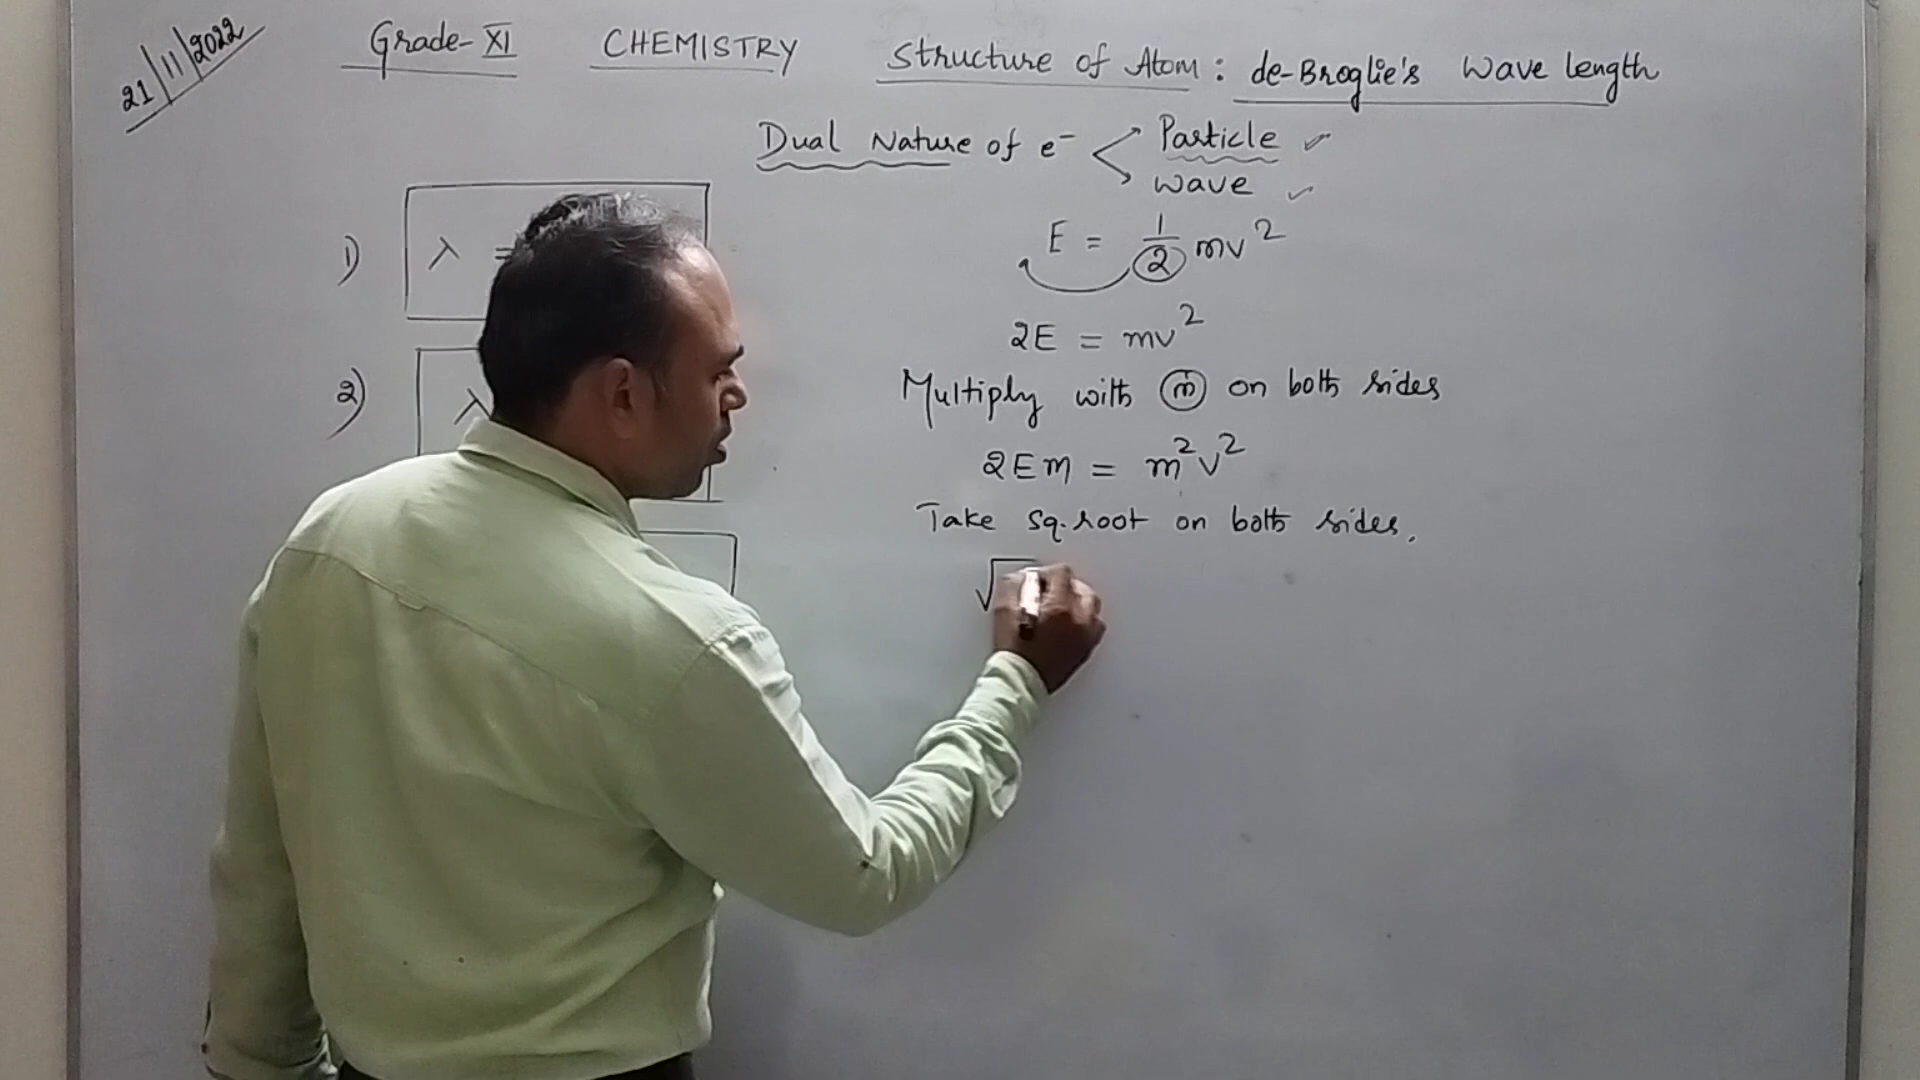 21/11/2022
Grade-XI CHEMISTRY Structure of Atom: de-Broglie's Wave length
Dual Nature of e⁻ Particle
Wave
1) λ =
E = 1/2 mv²
2E = mv²
2) λ
Multiply with m on both sides
2Em = m²v²
Take sq.root on both sides.
√